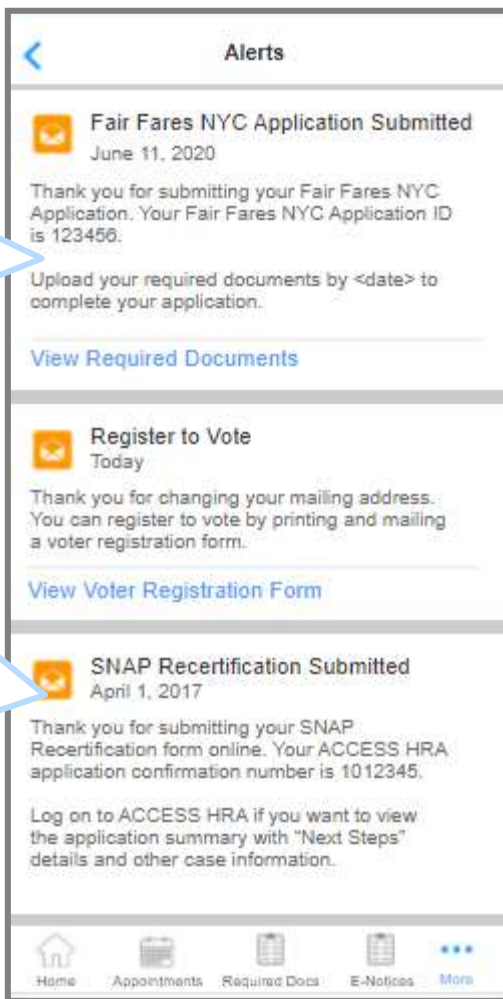 Alerts
Fair Fares NYC Application Submitted
June 11, 2020
Thank you for submitting your Fair Fares NYC
Application. Your Fair Fares NYC Application ID
is 123456.
Upload your required documents by <date> to
complete your application.
View Required Documents
Register to Vote
Today
Thank you for changing your mailing address.
You can register to vote by printing and mailing
a voter registration form.
View Voter Registration Form
SNAP Recertification Submitted
April 1, 2017
Thank you for submitting your SNAP
Recertification form online. Your ACCESS HRA
application confirmation number is 1012345.
Log on to ACCESS HRA if you want to view
the application summary with “Next Steps”
details and other case information.
Home Appointments Required Docs E-Notices More